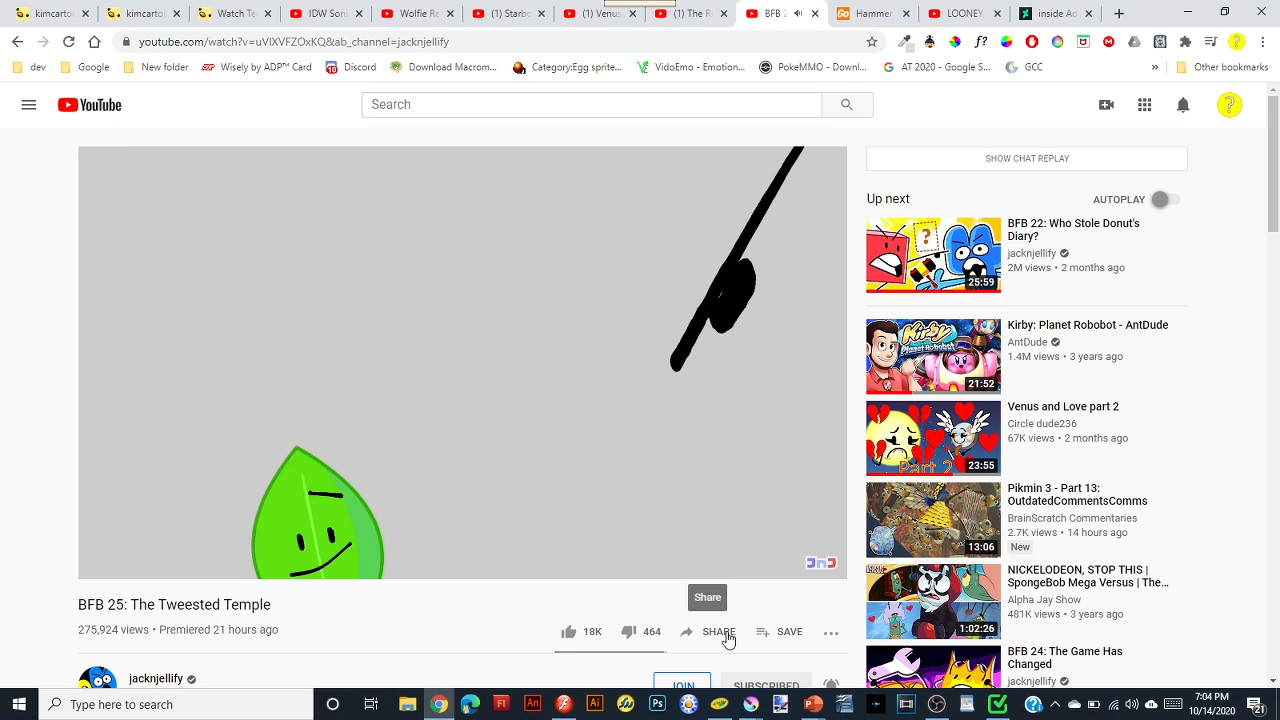 kimcarto
kimcarto
Watch Te
IDW Son
Wolfie Re
(1) Starbo
(1) Venus
(1) The R
BFB 2
Hammer
LOONEY
inside Ad
youtube.com/watch?v=uVIXVFZQxKQ&ab_channel=jacknjellify
dev
Google
New folder
Wisely by ADP™ Card
Discord
Download Macrom...
Category:Egg sprite...
VidoEmo - Emotion...
PokeMMO - Downl...
AT 2020 - Google S...
GCC
Other bookmarks
YouTube
Search
SHOW CHAT REPLAY
Up next
AUTOPLAY
BFB 22: Who Stole Donut's
Diary?
jacknjellify
2M views • 2 months ago
25:59
Kirby: Planet Robobot - AntDude
AntDude
1.4M views • 3 years ago
21:52
Venus and Love part 2
Circle dude236
67K views • 2 months ago
Part 2
23:55
Pikmin 3 - Part 13:
OutdatedCommentsComms
BrainScratch Commentaries
2.7K views • 14 hours ago
New
13:06
NICKELODEON, STOP THIS |
SpongeBob Mega Versus | The...
Alpha Jay Show
481K views • 3 years ago
1:02:26
BFB 24: The Game Has
Changed
jacknjellify
Share
BFB 25: The Tweested Temple
275,924 views • Premiered 21 hours ago
18K
464
SHARE
SAVE
jacknjellify
JOIN
SUBSCRIBED
Type here to search
7:04 PM
10/14/2020